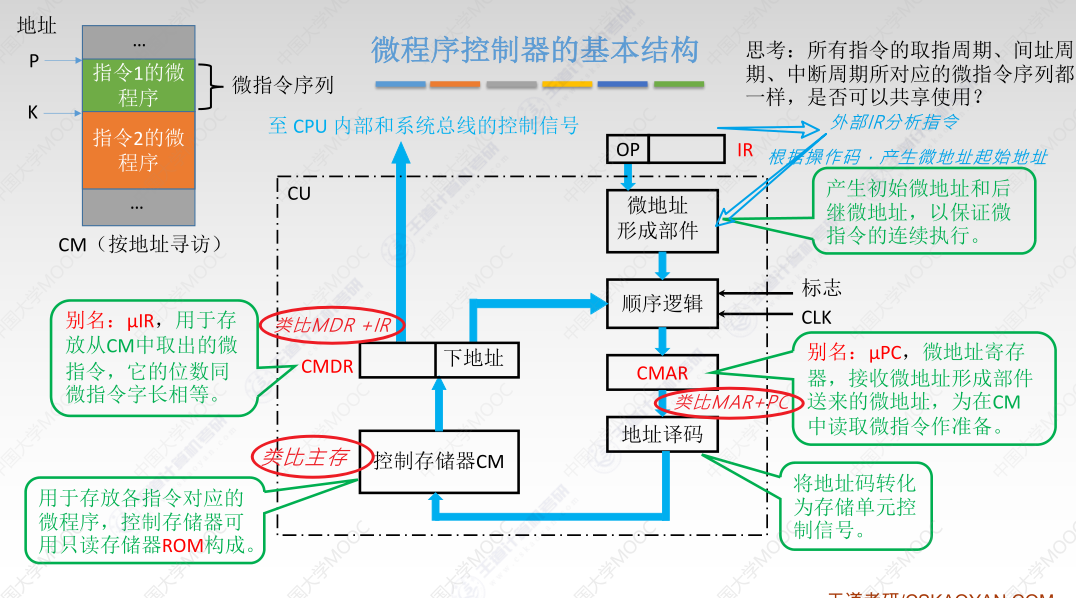 微程序控制器的基本结构
地址
P
K
...
指令1的微
程序
指令2的微
程序
...
微指令序列
CM（按地址寻访）
思考：所有指令的取指周期、间址周
期、中断周期所对应的微指令序列都
一样，是否可以共享使用？
至 CPU 内部和系统总线的控制信号
外部IR分析指令
根据操作码，产生微地址起始地址
OP
IR
CU
微地址
形成部件
产生初始微地址和后
继微地址，以保证微
指令的连续执行。
顺序逻辑
标志
CLK
别名：μIR，用于存
放从CM中取出的微
指令，它的位数同
微指令字长相等。
类比MDR +IR
CMDR
下地址
CMAR
别名：μPC，微地址寄存
器，接收微地址形成部件
送来的微地址，为在CM
中读取微指令作准备。
类比MAR+PC
地址译码
类比主存
控制存储器CM
用于存放各指令对应的
微程序，控制存储器可
用只读存储器ROM构成。
将地址码转化
为存储单元控
制信号。
王道考研/CSKAOYAN.COM